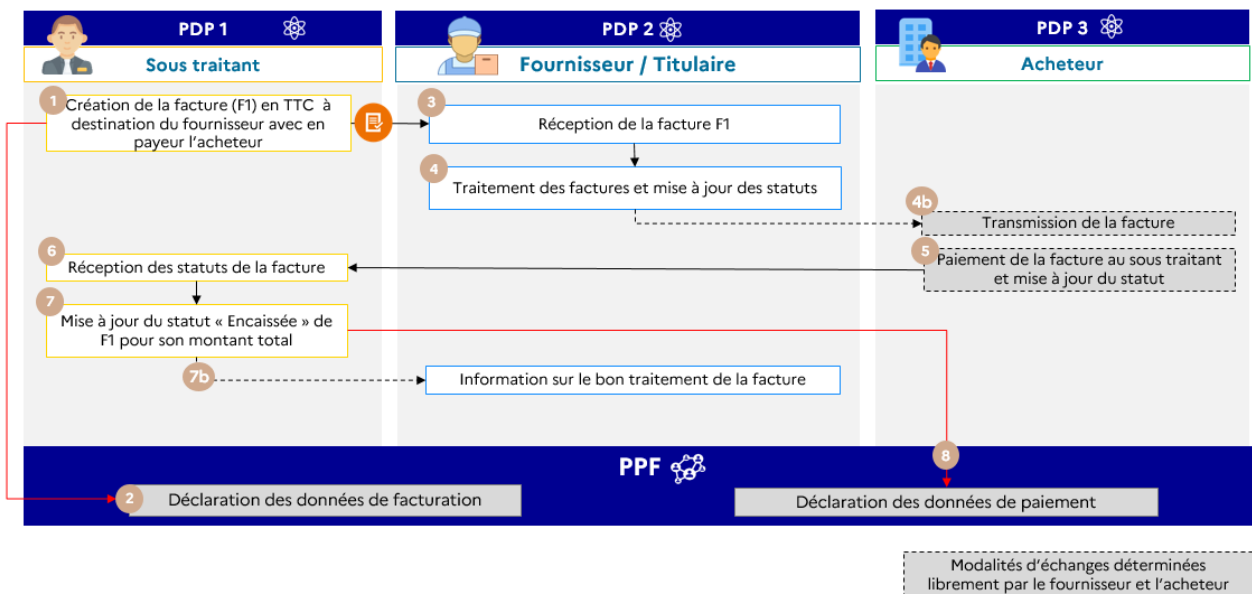 PDP 1
PDP 2
PDP 3
Sous traitant
Fournisseur / Titulaire
Acheteur
1
Création de la facture (F1) en TTC à
destination du fournisseur avec en
payeur l’acheteur
3
Réception de la facture F1
4
Traitement des factures et mise à jour des statuts
4b
Transmission de la facture
5
Paiement de la facture au sous traitant
et mise à jour du statut
6
Réception des statuts de la facture
7
Mise à jour du statut « Encaissée » de
F1 pour son montant total
7b
Information sur le bon traitement de la facture
PPF
8
2
Déclaration des données de facturation
Déclaration des données de paiement
Modalités d’échanges déterminées
librement par le fournisseur et l’acheteur